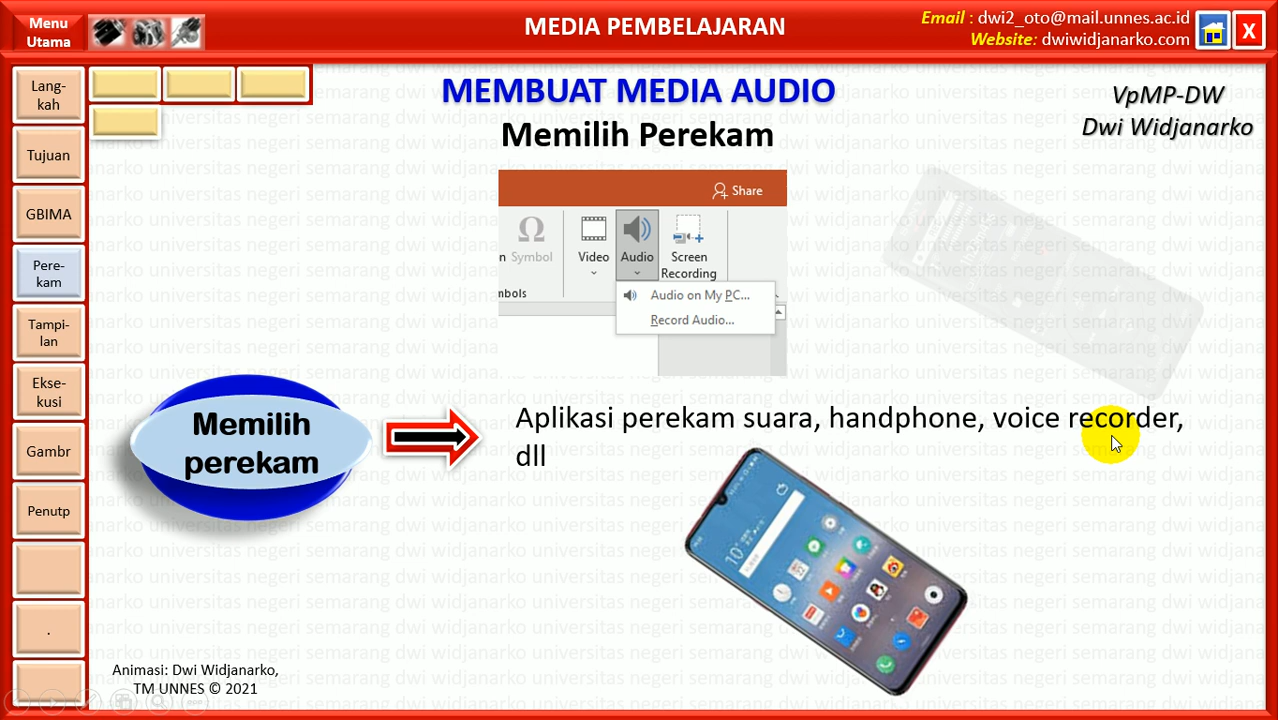 Menu
Utama
MEDIA PEMBELAJARAN
Email : dwi2_oto@mail.unnes.ac.id
Website: dwiwidjanarko.com
X
Lang-
kah
Tujuan
GBIMA
Pere-
kam
Tampi-
lan
Ekse-
kusi
Gambr
Penutp
.
MEMBUAT MEDIA AUDIO
Memilih Perekam
VpMP-DW
Dwi Widjanarko
Share
Ω
n Symbol
Video
Audio
Screen
Recording
nbols
Audio on My PC...
Record Audio...
Memilih
perekam
Aplikasi perekam suara, handphone, voice recorder,
dll
Animasi: Dwi Widjanarko,
TM UNNES © 2021